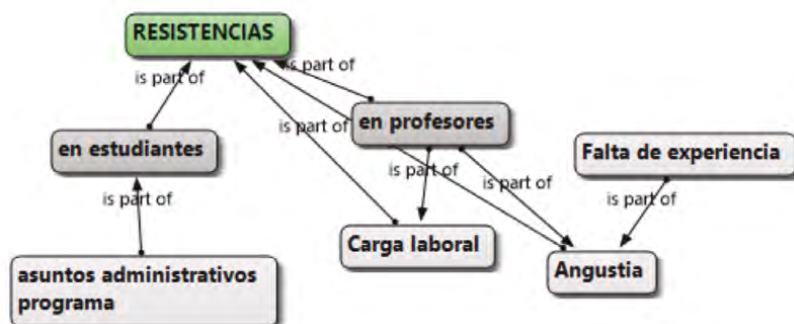 RESISTENCIAS
is part of
is part of
en estudiantes
is part of
en profesores
Falta de experiencia
is part of
is part of
is part of
is part of
asuntos administrativos
programa
Carga laboral
Angustia